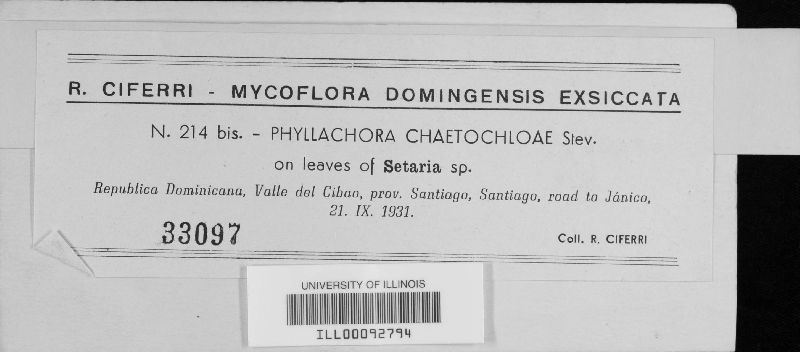 R. CIFERRI - MYCOFLORA DOMINGENSIS EXSICCATA
N. 214 bis. - PHYLLACHORA CHAETOCHLOAE Stev.
on leaves of Setaria sp.
Republica Dominicana, Valle del Cibao, prov. Santiago, Santiago, road to Jánico,
21. IX. 1931.
33097
Coll. R. CIFERRI
UNIVERSITY OF ILLINOIS
ILL00092794